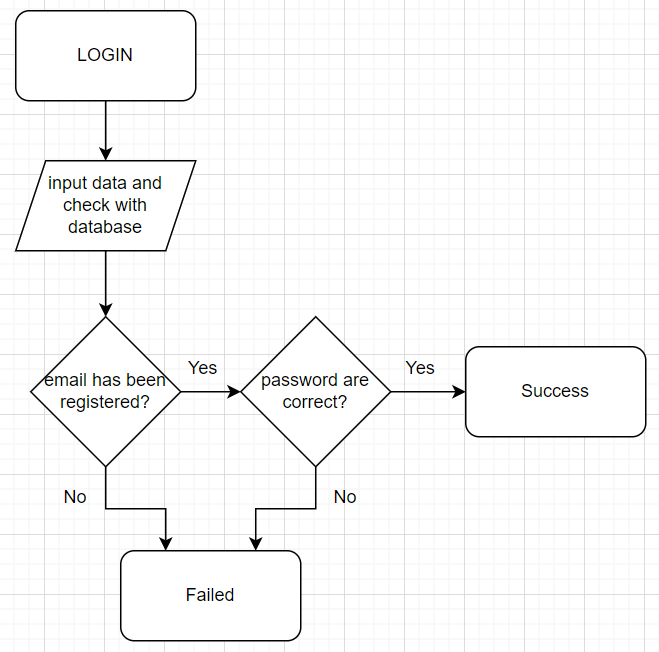 LOGIN
input data and
check with
database
email has been
registered?
Yes
password are
correct?
Yes
Success
No
No
Failed